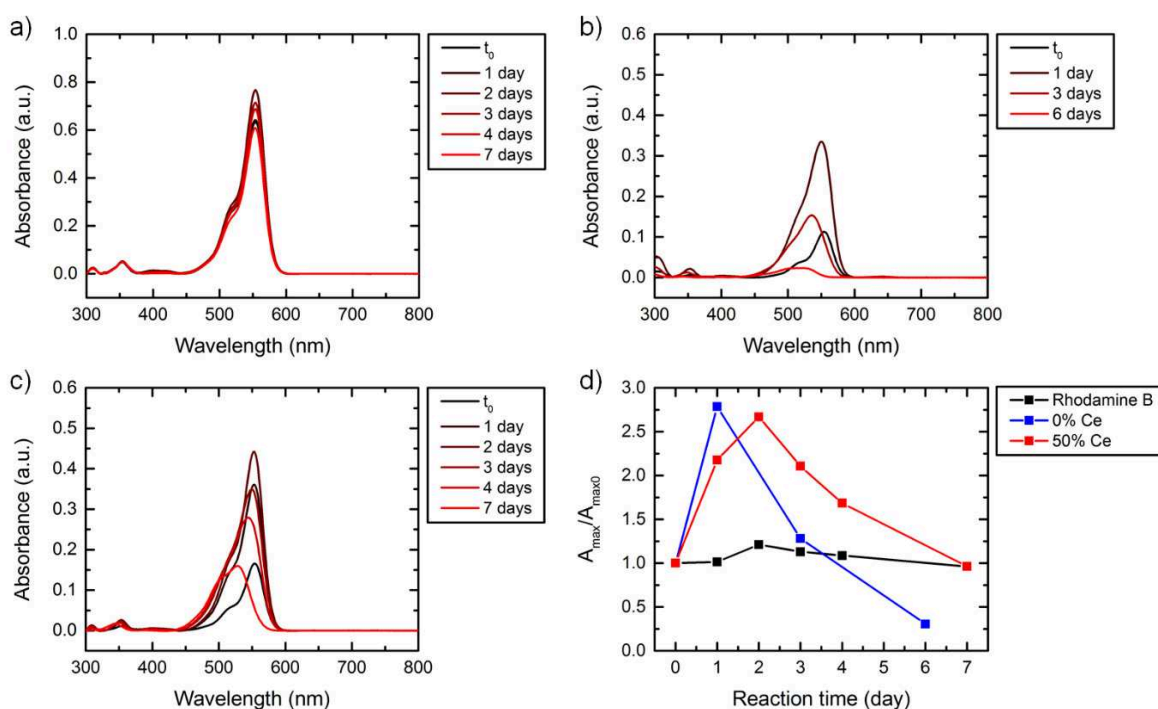 a)
1.0
0.8
0.6
0.4
0.2
0.0
Absorbance (a.u.)
300 400 500 600 700 800
Wavelength (nm)
t₀
1 day
2 days
3 days
4 days
7 days
b)
0.6
0.5
0.4
0.3
0.2
0.1
0.0
Absorbance (a.u.)
300 400 500 600 700 800
Wavelength (nm)
t₀
1 day
3 days
6 days
c)
0.6
0.5
0.4
0.3
0.2
0.1
0.0
Absorbance (a.u.)
300 400 500 600 700 800
Wavelength (nm)
t₀
1 day
2 days
3 days
4 days
7 days
d)
3.0
2.5
2.0
1.5
1.0
0.5
0.0
A_max/A_max0
0 1 2 3 4 5 6 7
Reaction time (day)
Rhodamine B
0% Ce
50% Ce